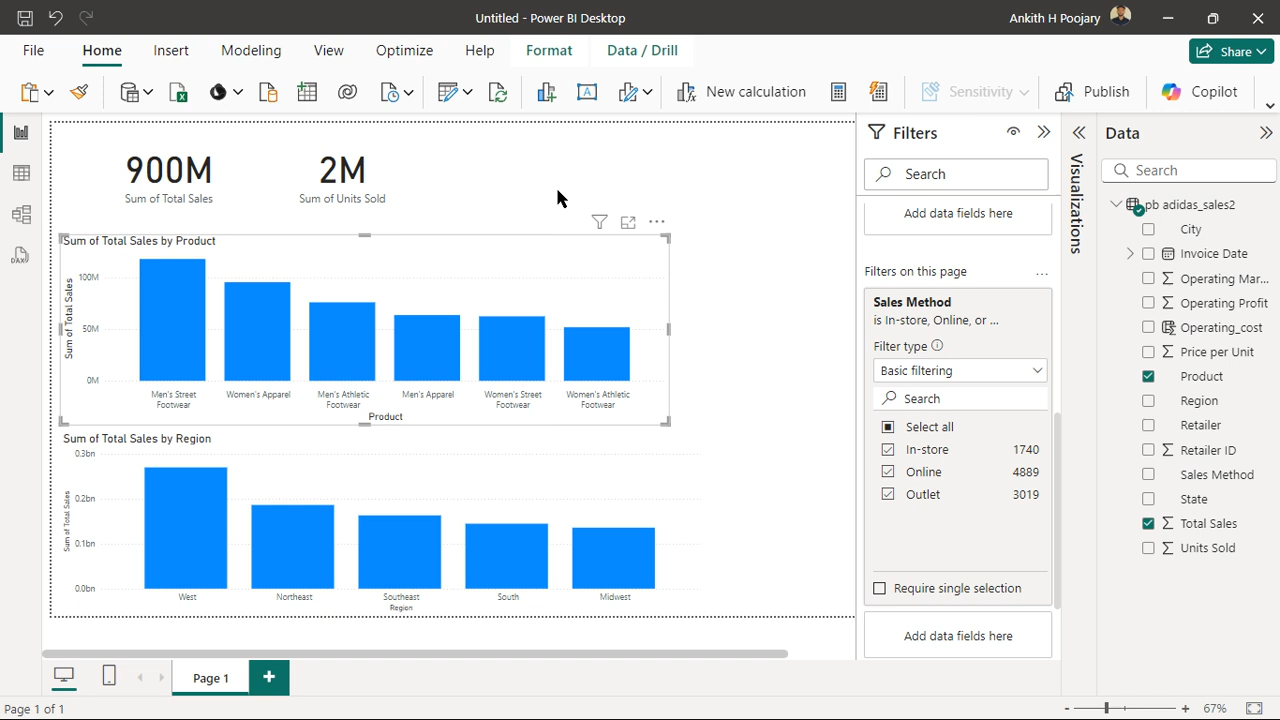 Untitled - Power BI Desktop
Ankith H Poojary
File
Home
Insert
Modeling
View
Optimize
Help
Format
Data / Drill
Share
New calculation
Sensitivity
Publish
Copilot
900M
Sum of Total Sales
2M
Sum of Units Sold
Sum of Total Sales by Product
Sum of Total Sales
100M
50M
0M
Men's Street
Footwear
Women's Apparel
Men's Athletic
Footwear
Men's Apparel
Women's Street
Footwear
Women's Athletic
Footwear
Product
Sum of Total Sales by Region
Sum of Total Sales
0.3bn
0.2bn
0.1bn
0.0bn
West
Northeast
Southeast
South
Midwest
Region
Filters
Search
Add data fields here
Filters on this page
...
Sales Method
is In-store, Online, or ...
Filter type
Basic filtering
Search
Select all
In-store 1740
Online 4889
Outlet 3019
Require single selection
Add data fields here
Visualizations
Data
Search
pb adidas_sales2
City
Invoice Date
Operating Mar...
Operating Profit
Operating_cost
Price per Unit
Product
Region
Retailer
Retailer ID
Sales Method
State
Total Sales
Units Sold
DAX
Page 1
Page 1 of 1
67%